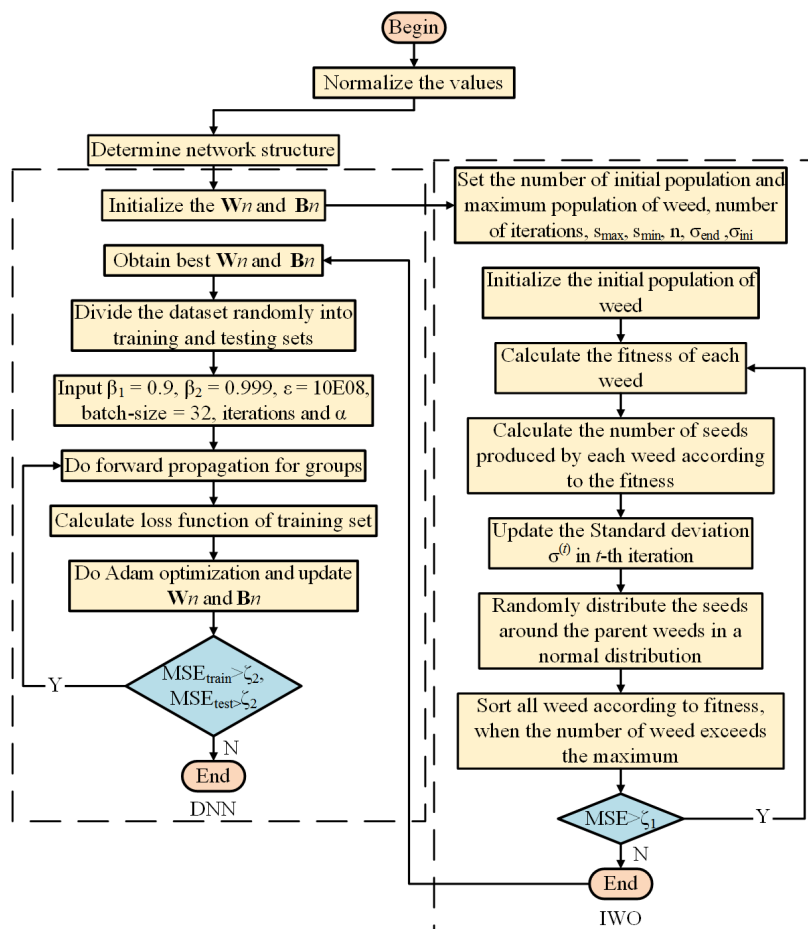 Begin
Normalize the values
Determine network structure
Initialize the Wn and Bn
Obtain best Wn and Bn
Divide the dataset randomly into
training and testing sets
Input β₁ = 0.9, β₂ = 0.999, ε = 10E08,
batch-size = 32, iterations and α
Do forward propagation for groups
Calculate loss function of training set
Do Adam optimization and update
Wn and Bn
MSEtrain>ζ₂,
MSEtest>ζ₂
Y
N
End
DNN
Set the number of initial population and
maximum population of weed, number
of iterations, smax, smin, n, σend ,σini
Initialize the initial population of
weed
Calculate the fitness of each
weed
Calculate the number of seeds
produced by each weed according
to the fitness
Update the Standard deviation
σ⁽ᵗ⁾ in t-th iteration
Randomly distribute the seeds
around the parent weeds in a
normal distribution
Sort all weed according to fitness,
when the number of weed exceeds
the maximum
MSE>ζ₁
Y
N
End
IWO